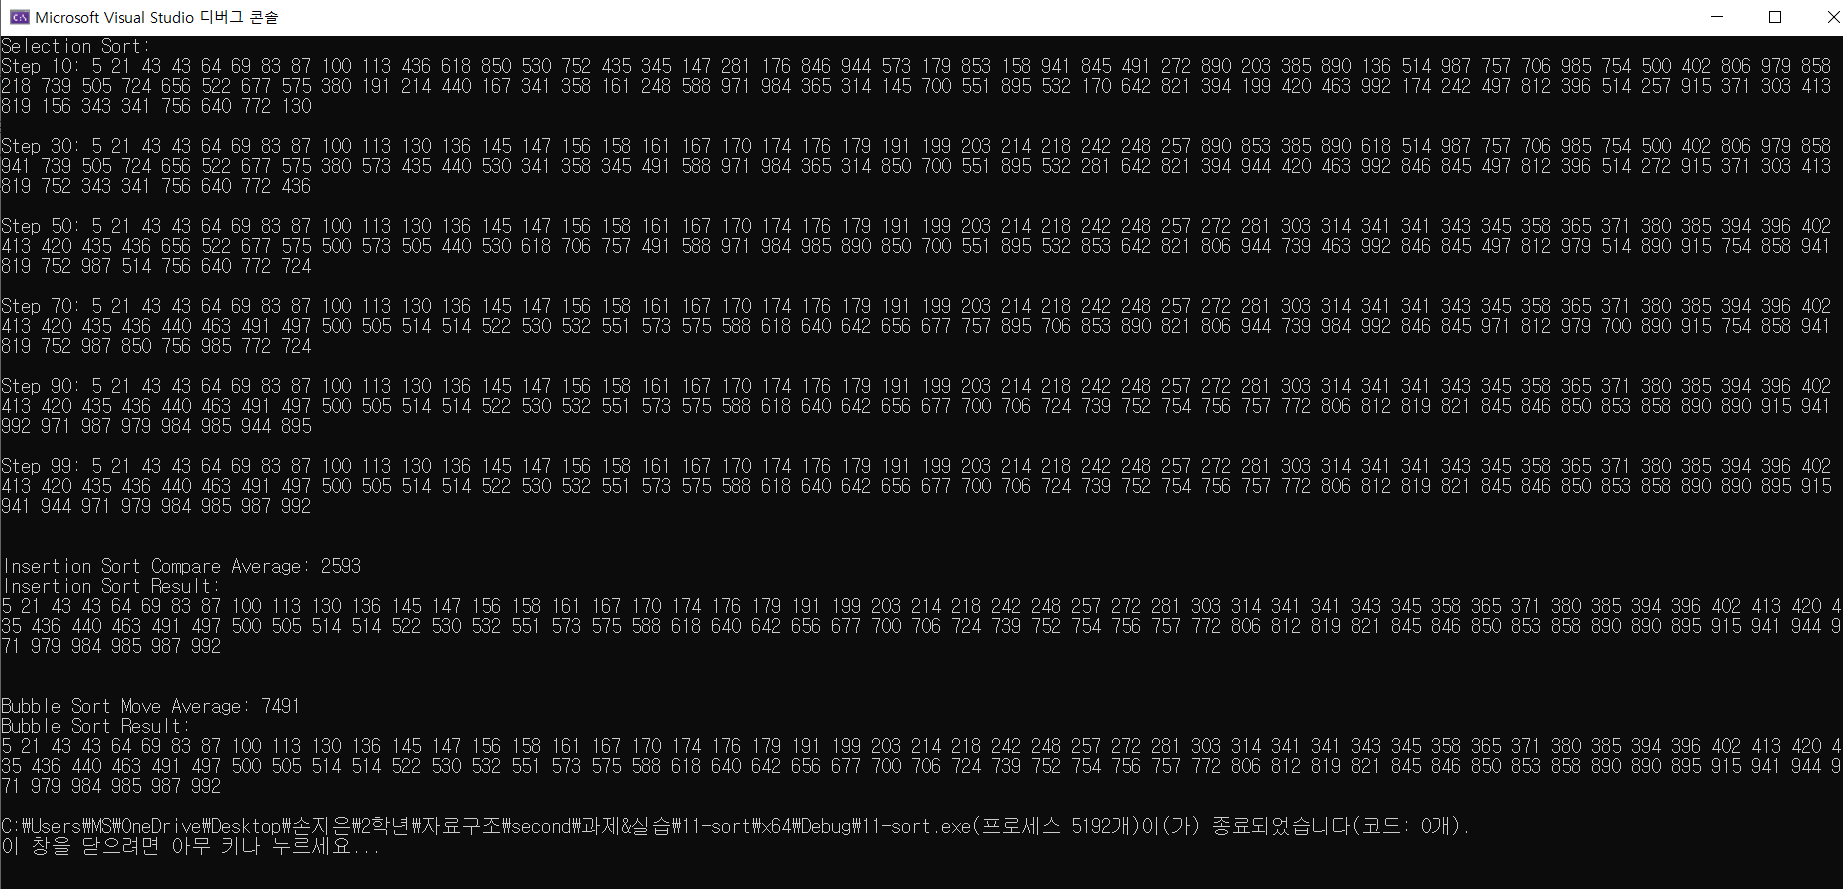 Microsoft Visual Studio 디버그 콘솔
Selection Sort:
Step 10: 5 21 43 43 64 69 83 87 100 113 436 618 850 530 752 435 345 147 281 176 846 944 573 179 853 158 941 845 491 272 890 203 385 890 136 514 987 757 706 985 754 500 402 806 979 858
218 739 505 724 656 522 677 575 380 191 214 440 167 341 358 161 248 588 971 984 365 314 145 700 551 895 532 170 642 821 394 199 420 463 992 174 242 497 812 396 514 257 915 371 303 413
819 156 343 341 756 640 772 130
Step 30: 5 21 43 43 64 69 83 87 100 113 130 136 145 147 156 158 161 167 170 174 176 179 191 199 203 214 218 242 248 257 890 853 385 890 618 514 987 757 706 985 754 500 402 806 979 858
941 739 505 724 656 522 677 575 380 573 435 440 530 341 358 345 491 588 971 984 365 314 850 700 551 895 532 281 642 821 394 944 420 463 992 846 845 497 812 396 514 272 915 371 303 413
819 752 343 341 756 640 772 436
Step 50: 5 21 43 43 64 69 83 87 100 113 130 136 145 147 156 158 161 167 170 174 176 179 191 199 203 214 218 242 248 257 272 281 303 314 341 341 343 345 358 365 371 380 385 394 396 402
413 420 435 436 656 522 677 575 500 573 505 440 530 618 706 757 491 588 971 984 985 890 850 700 551 895 532 853 642 821 806 944 739 463 992 846 845 497 812 979 514 890 915 754 858 941
819 752 987 514 756 640 772 724
Step 70: 5 21 43 43 64 69 83 87 100 113 130 136 145 147 156 158 161 167 170 174 176 179 191 199 203 214 218 242 248 257 272 281 303 314 341 341 343 345 358 365 371 380 385 394 396 402
413 420 435 436 440 463 491 497 500 505 514 514 522 530 532 551 573 575 588 618 640 642 656 677 757 895 706 853 890 821 806 944 739 984 992 846 845 971 812 979 700 890 915 754 858 941
819 752 987 850 756 985 772 724
Step 90: 5 21 43 43 64 69 83 87 100 113 130 136 145 147 156 158 161 167 170 174 176 179 191 199 203 214 218 242 248 257 272 281 303 314 341 341 343 345 358 365 371 380 385 394 396 402
413 420 435 436 440 463 491 497 500 505 514 514 522 530 532 551 573 575 588 618 640 642 656 677 700 706 724 739 752 754 756 757 772 806 812 819 821 845 846 850 853 858 890 890 915 941
992 971 987 979 984 985 944 895
Step 99: 5 21 43 43 64 69 83 87 100 113 130 136 145 147 156 158 161 167 170 174 176 179 191 199 203 214 218 242 248 257 272 281 303 314 341 341 343 345 358 365 371 380 385 394 396 402
413 420 435 436 440 463 491 497 500 505 514 514 522 530 532 551 573 575 588 618 640 642 656 677 700 706 724 739 752 754 756 757 772 806 812 819 821 845 846 850 853 858 890 890 895 915
941 944 971 979 984 985 987 992
Insertion Sort Compare Average: 2593
Insertion Sort Result:
5 21 43 43 64 69 83 87 100 113 130 136 145 147 156 158 161 167 170 174 176 179 191 199 203 214 218 242 248 257 272 281 303 314 341 341 343 345 358 365 371 380 385 394 396 402 413 420 4
35 436 440 463 491 497 500 505 514 514 522 530 532 551 573 575 588 618 640 642 656 677 700 706 724 739 752 754 756 757 772 806 812 819 821 845 846 850 853 858 890 890 895 915 941 944 9
71 979 984 985 987 992
Bubble Sort Move Average: 7491
Bubble Sort Result:
5 21 43 43 64 69 83 87 100 113 130 136 145 147 156 158 161 167 170 174 176 179 191 199 203 214 218 242 248 257 272 281 303 314 341 341 343 345 358 365 371 380 385 394 396 402 413 420 4
35 436 440 463 491 497 500 505 514 514 522 530 532 551 573 575 588 618 640 642 656 677 700 706 724 739 752 754 756 757 772 806 812 819 821 845 846 850 853 858 890 890 895 915 941 944 9
71 979 984 985 987 992
C:₩Users₩MS₩OneDrive₩Desktop₩손지은₩2학년₩자료구조₩second₩과제&실습₩11-sort₩x64₩Debug₩11-sort.exe(프로세스 5192개)이(가) 종료되었습니다(코드: 0개).
이 창을 닫으려면 아무 키나 누르세요...